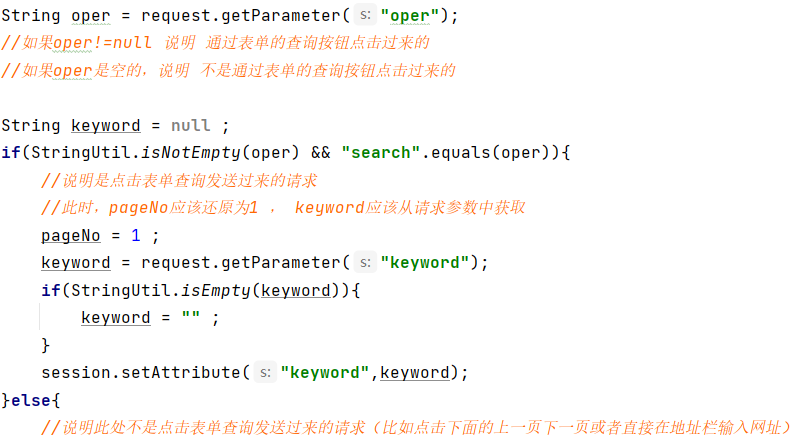 String oper = request.getParameter( s: "oper");
//如果oper!=null 说明 通过表单的查询按钮点击过来的
//如果oper是空的，说明 不是通过表单的查询按钮点击过来的
String keyword = null ;
if(StringUtil.isNotEmpty(oper) && "search".equals(oper)){
//说明是点击表单查询发送过来的请求
//此时，pageNo应该还原为1 ， keyword应该从请求参数中获取
pageNo = 1 ;
keyword = request.getParameter( s: "keyword");
if(StringUtil.isEmpty(keyword)){
keyword = "" ;
}
session.setAttribute( s: "keyword",keyword);
}else{
//说明此处不是点击表单查询发送过来的请求（比如点击下面的上一页下一页或者直接在地址栏输入网址）